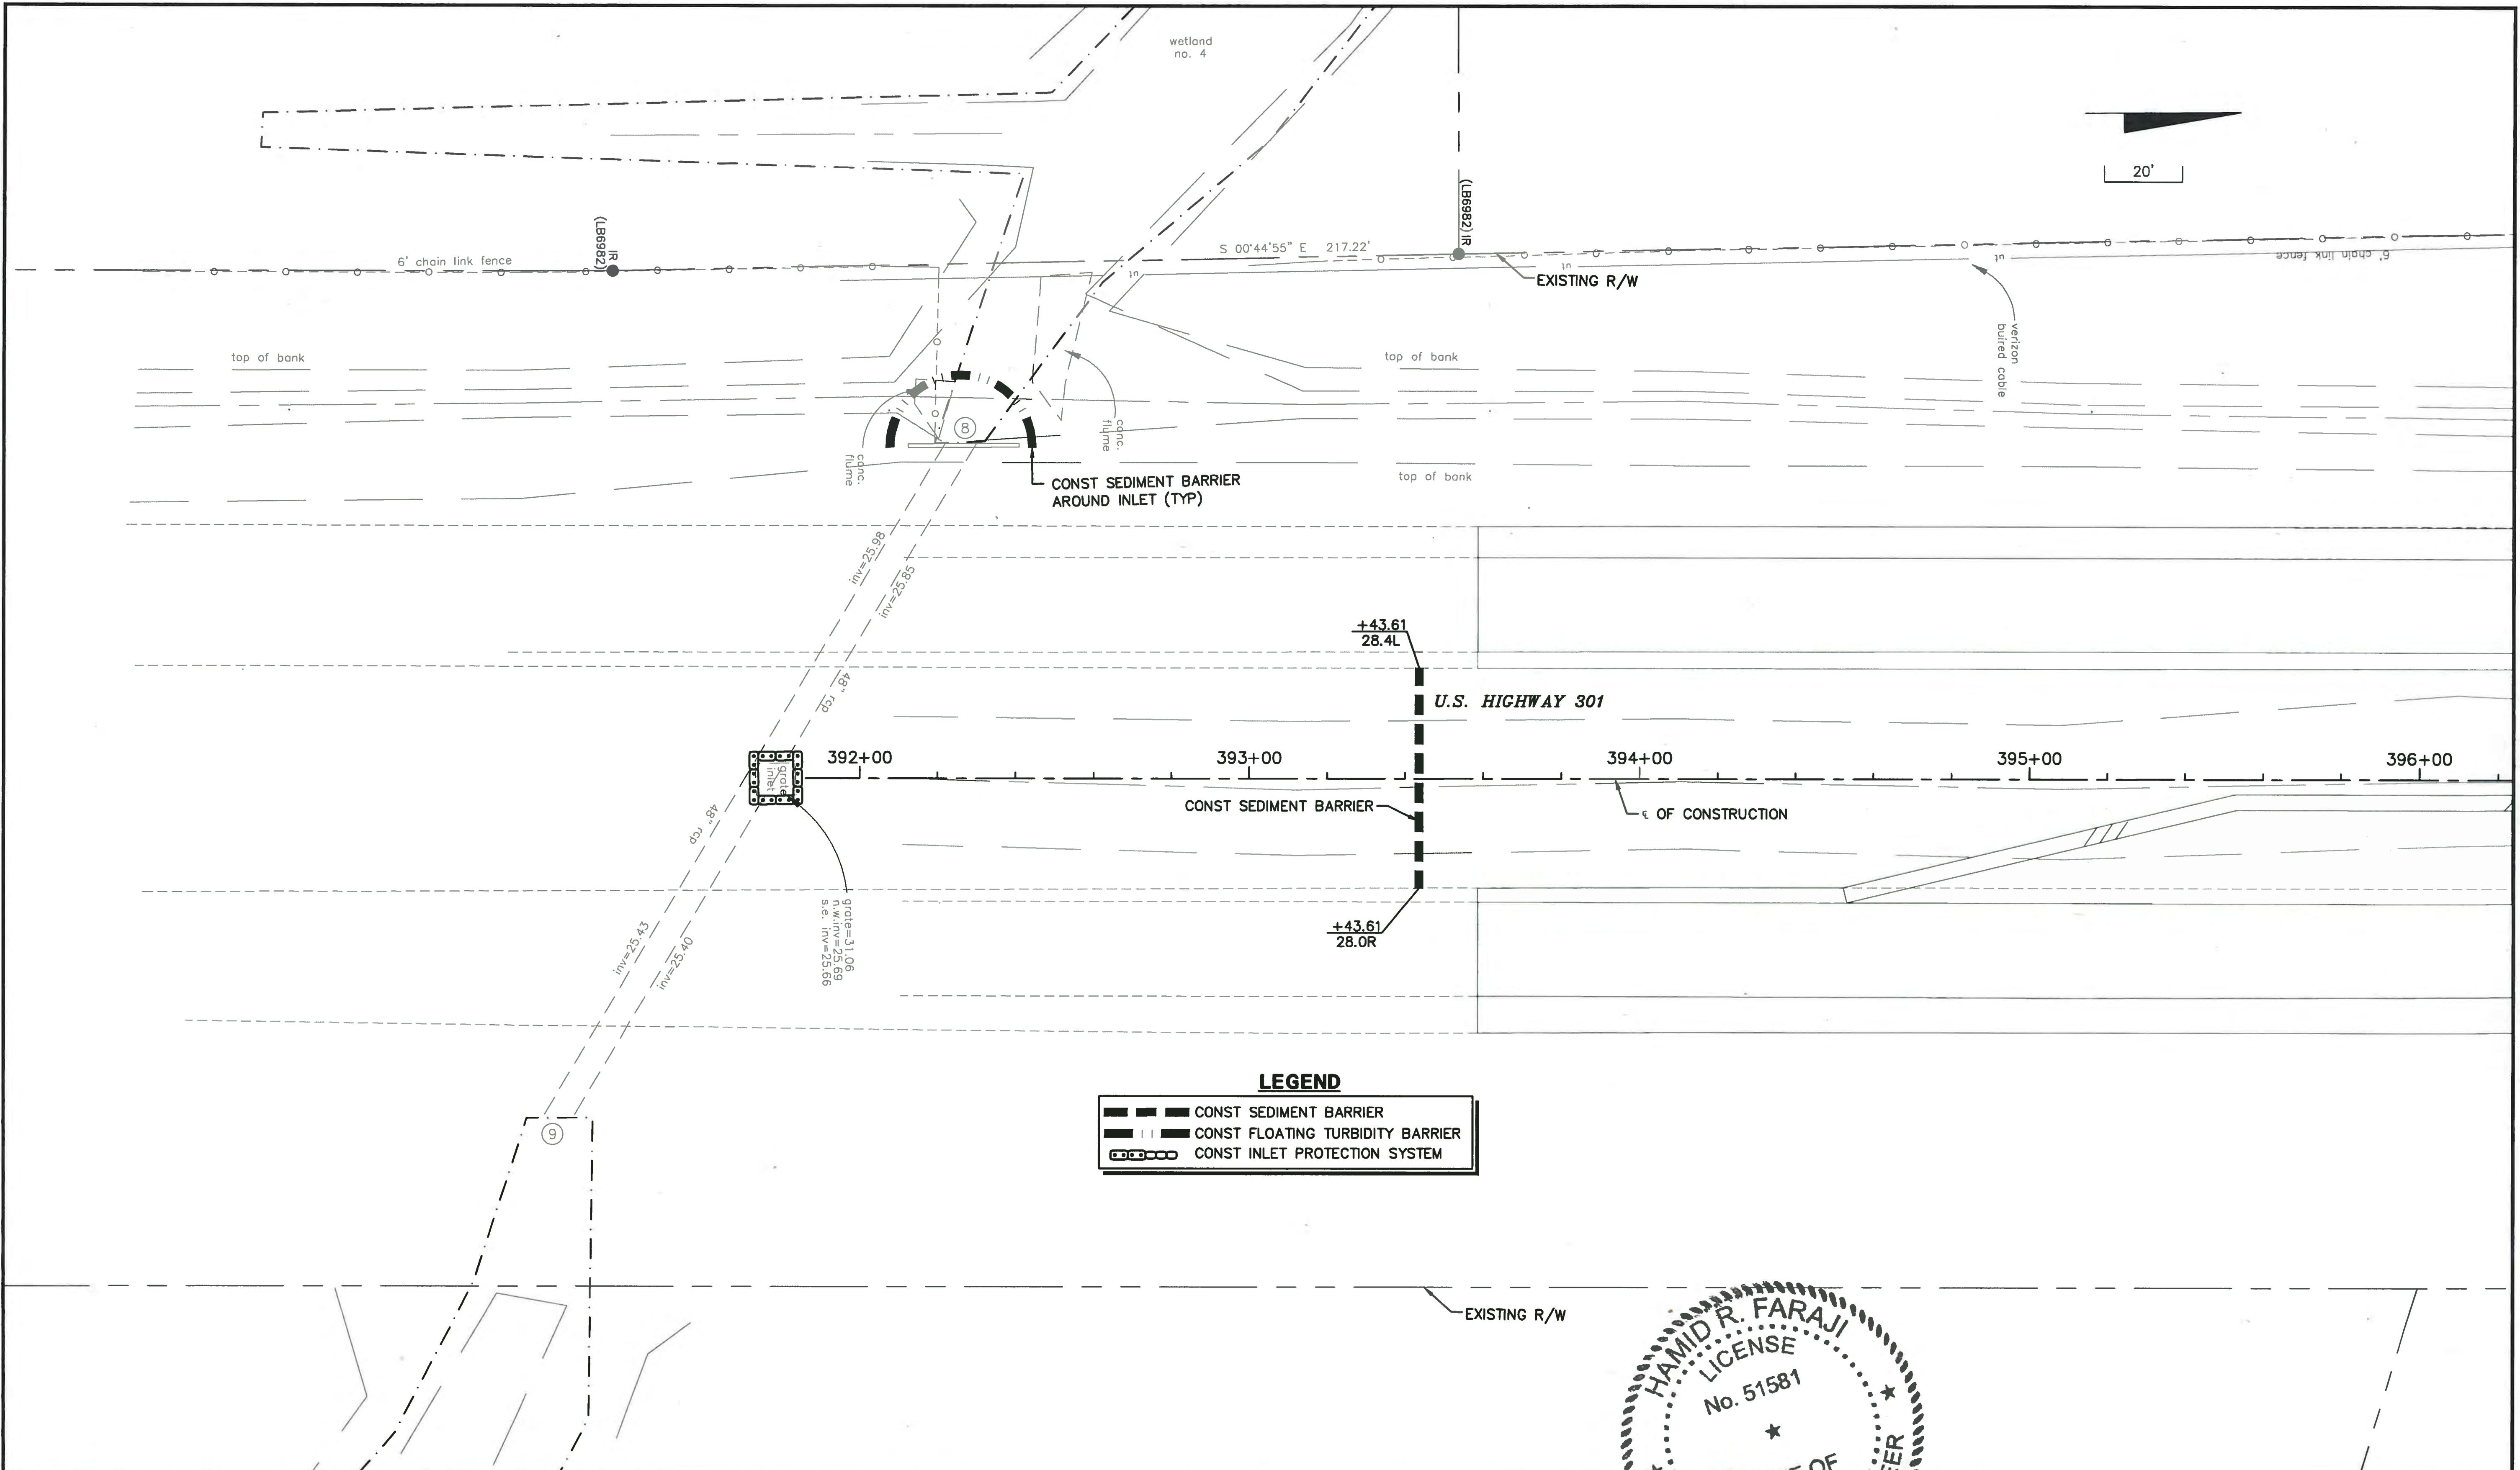 wetland
no. 4
20'
(LB6982)
IR
(LB6982) IR
6' chain link fence
S 00°44'55" E 217.22'
ut
ut
ut
6' chain link fence
EXISTING R/W
verizon
buired cable
top of bank
top of bank
8
conc.
flume
conc.
flume
top of bank
CONST SEDIMENT BARRIER
AROUND INLET (TYP)
inv=25.98
inv=25.85
+43.61
28.4L
48" rcp
U.S. HIGHWAY 301
392+00
393+00
394+00
395+00
396+00
grate
inlet
CONST SEDIMENT BARRIER
℄ OF CONSTRUCTION
48" rcp
grate=31.06
n.w.inv=25.69
s.e. inv=25.66
+43.61
28.0R
inv=25.43
inv=25.40
LEGEND
CONST SEDIMENT BARRIER
CONST FLOATING TURBIDITY BARRIER
CONST INLET PROTECTION SYSTEM
9
EXISTING R/W
HAMID R. FARAJI
LICENSE
No. 51581
OF